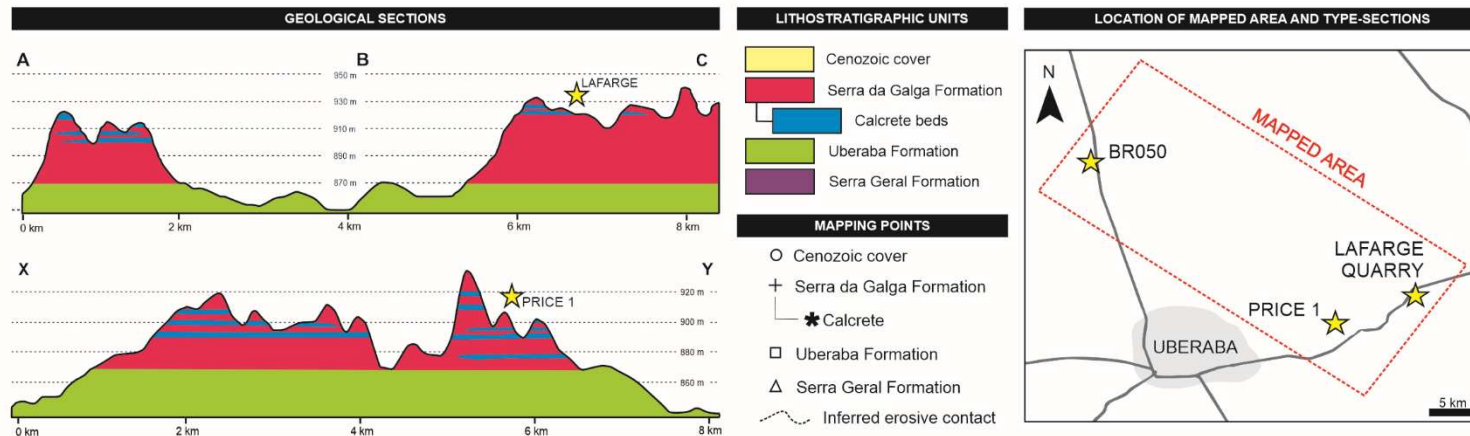 GEOLOGICAL SECTIONS
A
B
C
950 m
930 m
910 m
890 m
870 m
LAFARGE
0 km
2 km
4 km
6 km
8 km
X
Y
920 m
900 m
880 m
860 m
PRICE 1
0 km
2 km
4 km
6 km
8 km
LITHOSTRATIGRAPHIC UNITS
Cenozoic cover
Serra da Galga Formation
Calcrete beds
Uberaba Formation
Serra Geral Formation
MAPPING POINTS
Cenozoic cover
Serra da Galga Formation
Calcrete
Uberaba Formation
Serra Geral Formation
Inferred erosive contact
LOCATION OF MAPPED AREA AND TYPE-SECTIONS
N
BR050
MAPPED AREA
LAFARGE
QUARRY
PRICE 1
UBERABA
5 km